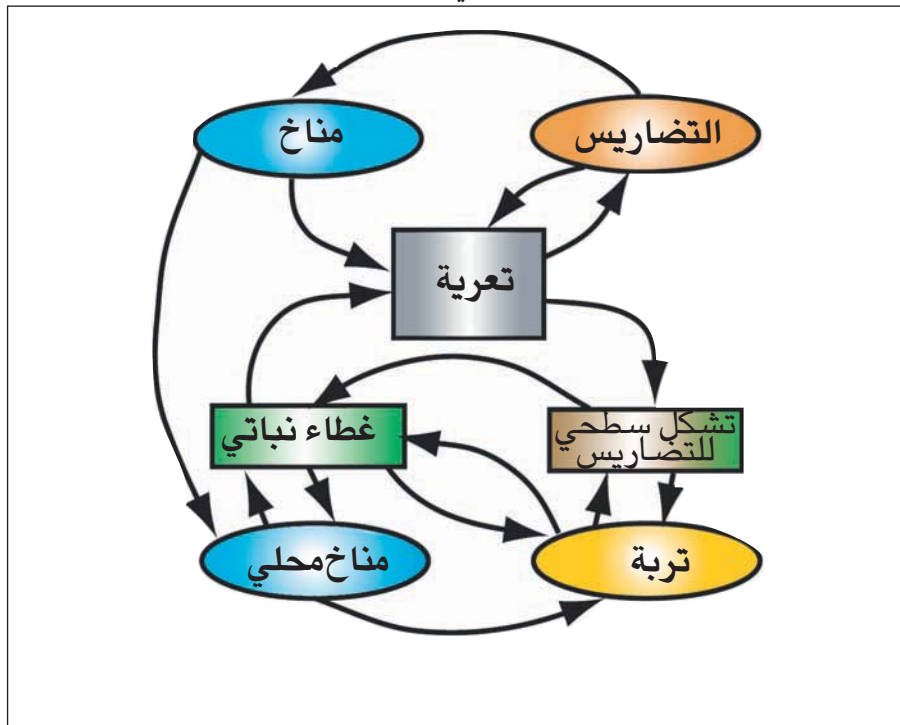 التضاريس
مناخ
تعرية
تشكل سطحي
للتضاريس
غطاء نباتي
تربة
مناخ محلي